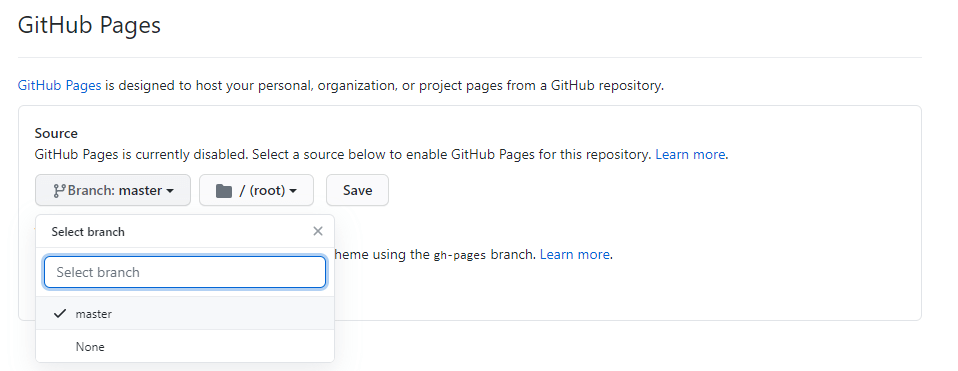 GitHub Pages
GitHub Pages is designed to host your personal, organization, or project pages from a GitHub repository.
Source
GitHub Pages is currently disabled. Select a source below to enable GitHub Pages for this repository. Learn more.
Branch: master / (root) Save
Select branch
heme using the gh-pages branch. Learn more.
Select branch
master
None